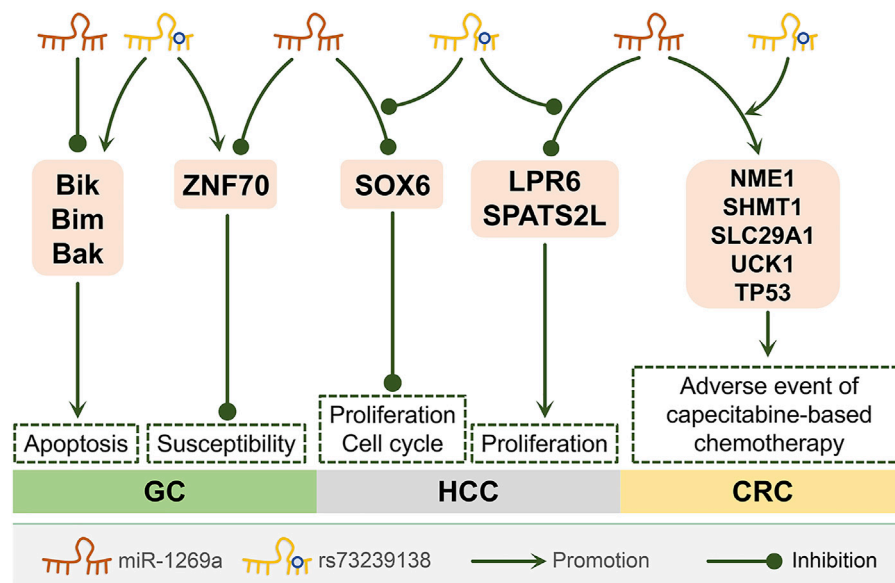 Bik
Bim
Bak
ZNF70
SOX6
LPR6
SPATS2L
NME1
SHMT1
SLC29A1
UCK1
TP53
Apoptosis
Susceptibility
Proliferation
Cell cycle
Proliferation
Adverse event of
capecitabine-based
chemotherapy
GC
HCC
CRC
miR-1269a
rs73239138
Promotion
Inhibition